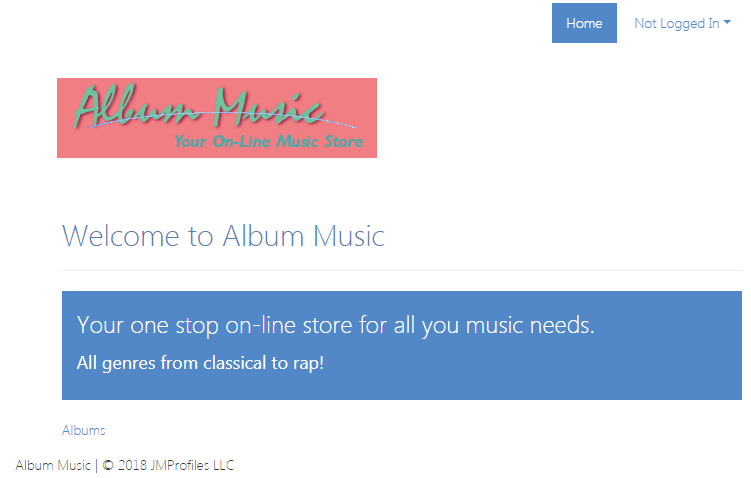 Home Not Logged In
Album Music
Your On-Line Music Store
Welcome to Album Music
Your one stop on-line store for all you music needs.
All genres from classical to rap!
Albums
Album Music | © 2018 JMProfiles LLC